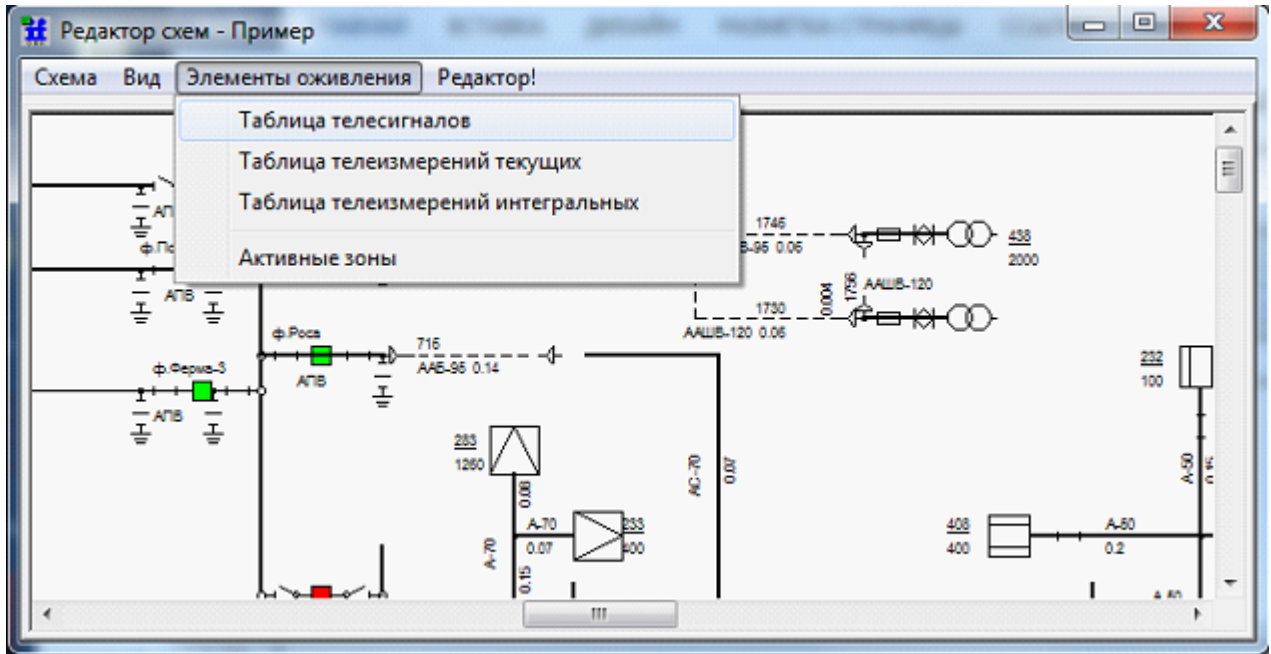 Редактор схем - Пример
Схема Вид Элементы оживления Редактор!
Таблица телесигналов
Таблица телеизмерений текущих
Таблица телеизмерений интегральных
Активные зоны
1746
0.06
438
2000
0.004
1756
ААШВ-120
1730
ААШВ-120 0.06
АПВ
ф.Роса
716
ААБ-95 0.14
АПВ
ф.Ферма-3
АПВ
232
100
283
1260
0.08
А-70
0.07
233
400
А-70
0.15
АС-70
0.07
А-50
408
400
А-50
0.2